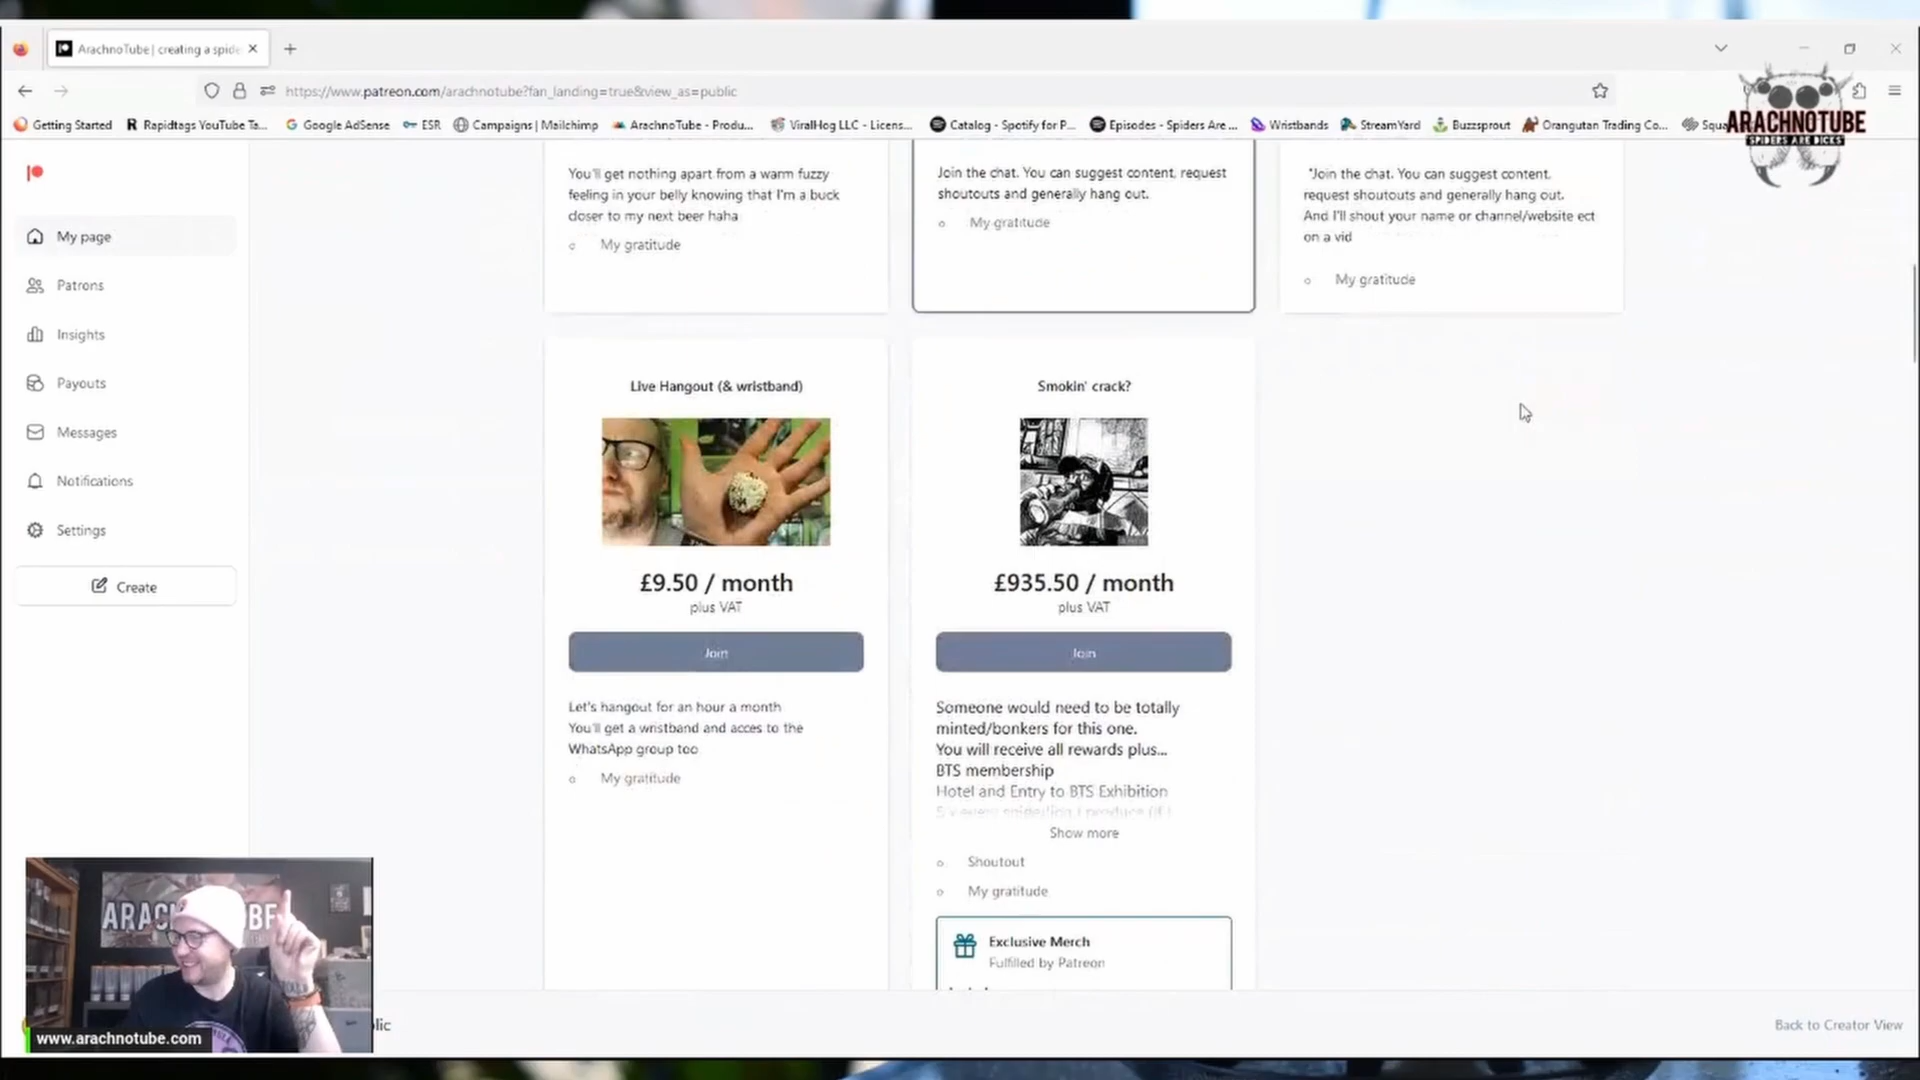 ArachnoTube | creating a spide
https://www.patreon.com/arachnotube?fan_landing=true&view_as=public
Getting Started
Rapidtags YouTube Ta...
Google AdSense
ESR
Campaigns | Mailchimp
ArachnoTube - Produ...
ViralHog LLC - Licens...
Catalog - Spotify for P...
Episodes - Spiders Are ...
Wristbands
StreamYard
Buzzsprout
Orangutan Trading Co...
Squa
ARACHNOTUBE
SPIDERS ARE DICKS
My page
Patrons
Insights
Payouts
Messages
Notifications
Settings
Create
You'll get nothing apart from a warm fuzzy
feeling in your belly knowing that I'm a buck
closer to my next beer haha
My gratitude
Join the chat. You can suggest content, request
shoutouts and generally hang out.
My gratitude
"Join the chat. You can suggest content,
request shoutouts and generally hang out.
And I'll shout your name or channel/website ect
on a vid
My gratitude
Live Hangout (& wristband)
£9.50 / month
plus VAT
Join
Let's hangout for an hour a month
You'll get a wristband and acces to the
WhatsApp group too
My gratitude
Smokin' crack?
£935.50 / month
plus VAT
Join
Someone would need to be totally
minted/bonkers for this one.
You will receive all rewards plus...
BTS membership
Hotel and Entry to BTS Exhibition
Show more
Shoutout
My gratitude
Exclusive Merch
Fulfilled by Patreon
ARACHNOTUBE
www.arachnotube.com
lic
Back to Creator View